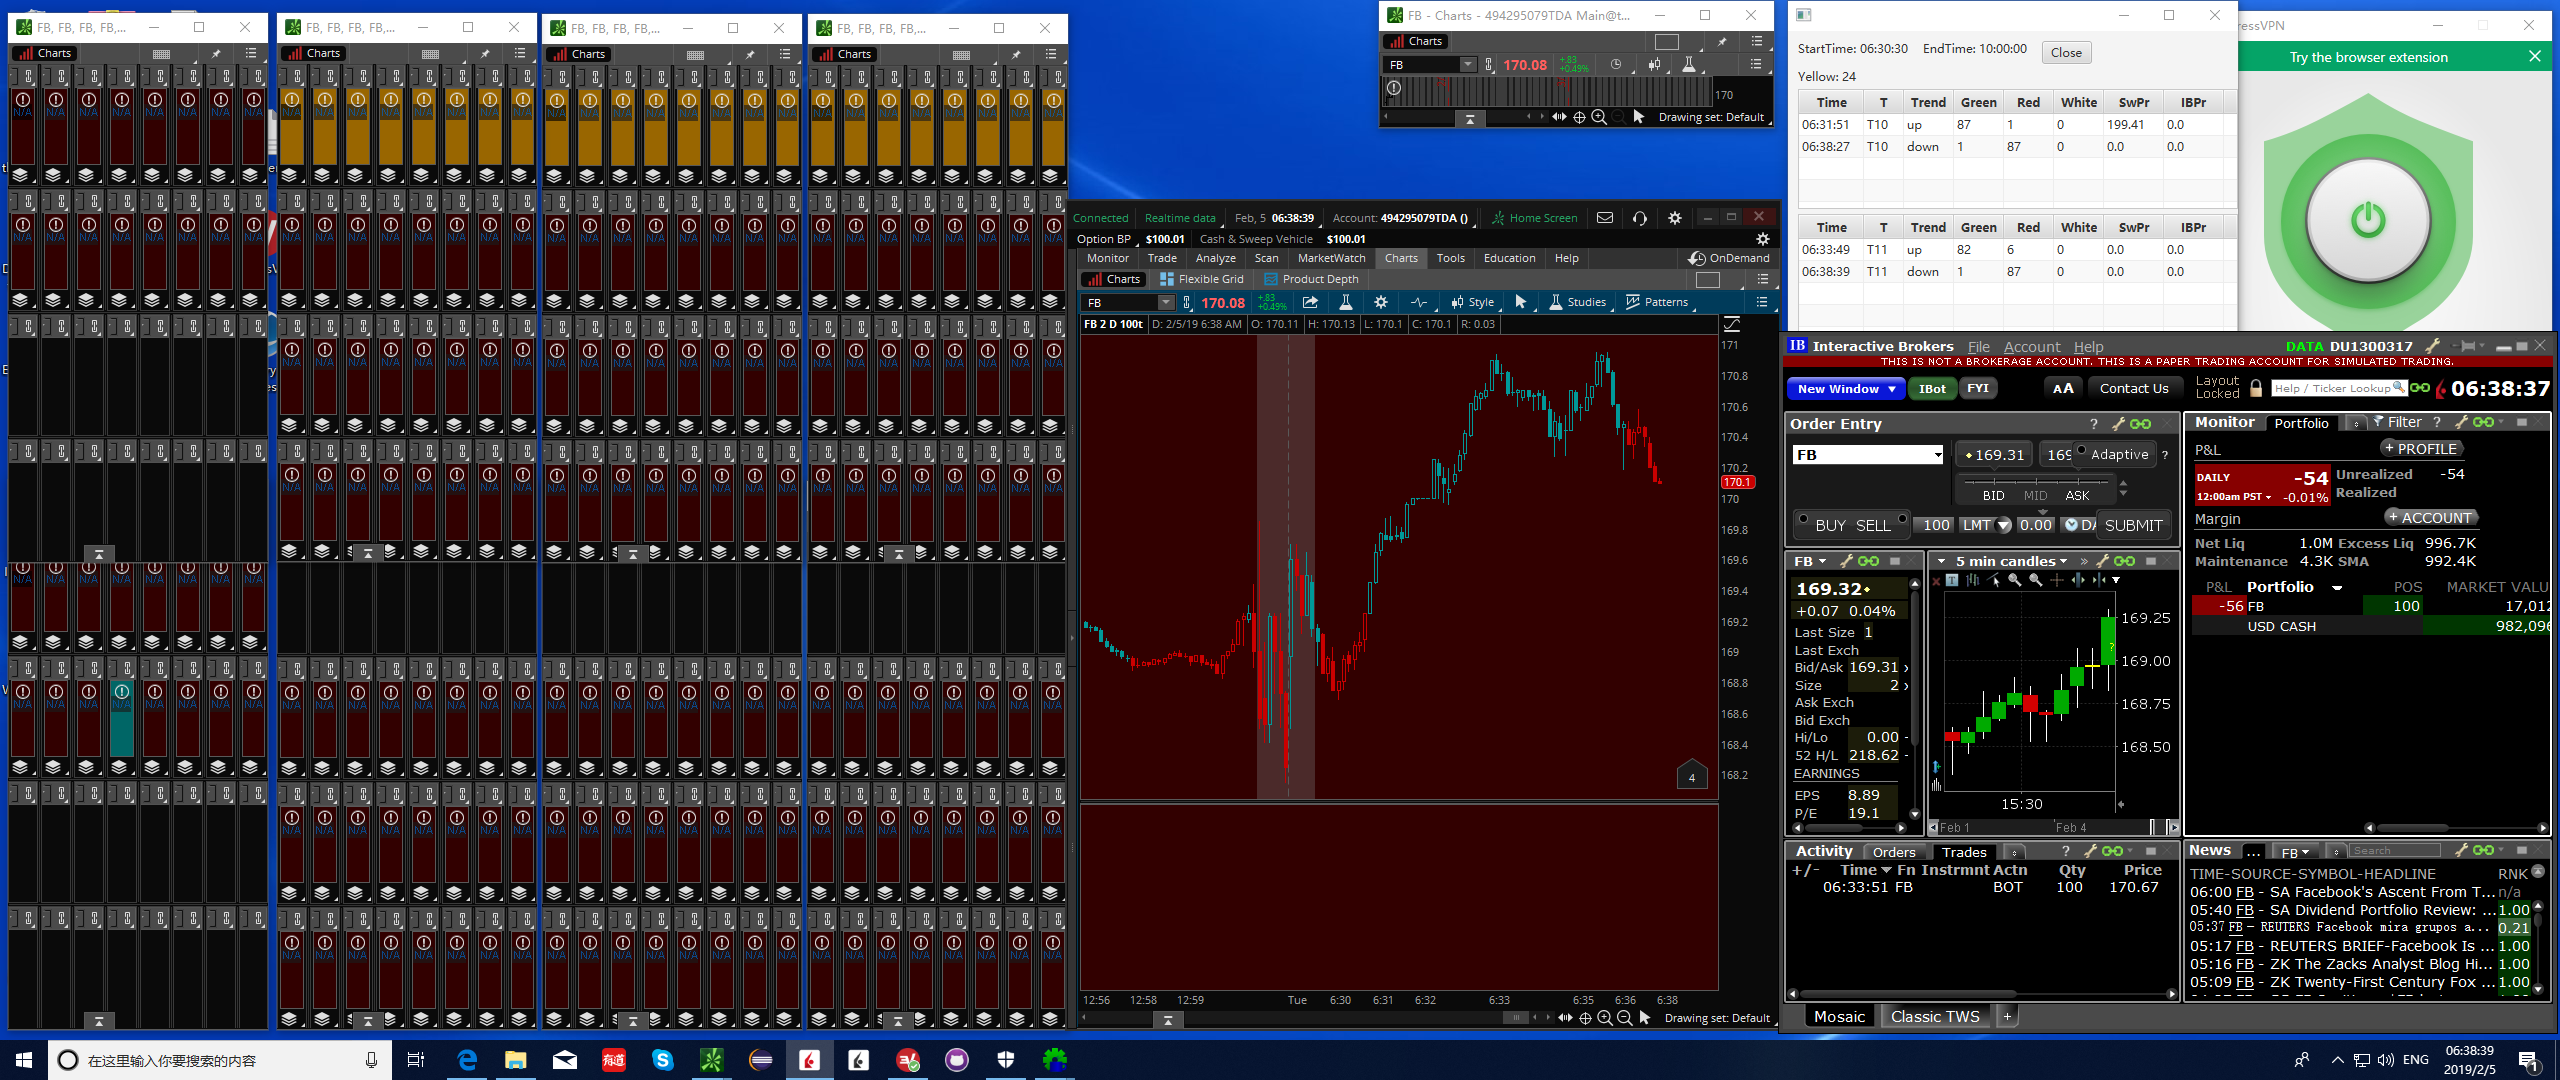 FB, FB, FB, FB,...
Charts
FB, FB, FB, FB,...
Charts
FB, FB, FB, FB,...
Charts
FB, FB, FB, FB,...
Charts
N/A
FB - Charts - 494295079TDA Main@t...
Charts
FB 170.08 +.83 +0.49%
170
Drawing set: Default
StartTime: 06:30:30 EndTime: 10:00:00 Close
Yellow: 24
Time T Trend Green Red White SwPr IBPr
06:31:51 T10 up 87 1 0 199.41 0.0
06:38:27 T10 down 1 87 0 0.0 0.0
Time T Trend Green Red White SwPr IBPr
06:33:49 T11 up 82 6 0 0.0 0.0
06:38:39 T11 down 1 87 0 0.0 0.0
ressVPN
Try the browser extension
Connected Realtime data Feb, 5 06:38:39 Account: 494295079TDA () Home Screen
Option BP $100.01 Cash & Sweep Vehicle $100.01
Monitor Trade Analyze Scan MarketWatch Charts Tools Education Help OnDemand
Charts Flexible Grid Product Depth
FB 170.08 +.83 +0.49% Style Studies Patterns
FB 2 D 100t D: 2/5/19 6:38 AM O: 170.11 H: 170.13 L: 170.1 C: 170.1 R: 0.03
171
170.8
170.6
170.4
170.2
170.1
170
169.8
169.6
169.4
169.2
169
168.8
168.6
168.4
168.2
4
12:56 12:58 12:59 Tue 6:30 6:31 6:32 6:33 6:35 6:36 6:38
Drawing set: Default
IB Interactive Brokers File Account Help DATA DU1300317
THIS IS NOT A BROKERAGE ACCOUNT. THIS IS A PAPER TRADING ACCOUNT FOR SIMULATED TRADING.
New Window IBot FYI AA Contact Us Layout Locked Help / Ticker Lookup 06:38:37
Order Entry ?
FB 169.31 169 Adaptive ?
BID MID ASK
BUY SELL 100 LMT 0.00 DA SUBMIT
Monitor Portfolio Filter ?
P&L + PROFILE
DAILY -54 Unrealized -54
12:00am PST -0.01% Realized
Margin + ACCOUNT
Net Liq 1.0M Excess Liq 996.7K
Maintenance 4.3K SMA 992.4K
P&L Portfolio POS MARKET VALU
-56 FB 100 17,012
USD CASH 982,096
FB
169.32
+0.07 0.04%
Last Size 1
Last Exch
Bid/Ask 169.31
Size 2
Ask Exch
Bid Exch
Hi/Lo 0.00 -
52 H/L 218.62 -
EARNINGS
EPS 8.89
P/E 19.1
5 min candles
169.25
169.00
168.75
168.50
15:30
Feb 1 Feb 4
Activity Orders Trades ?
+/- Time Fn Instrmnt Actn Qty Price
06:33:51 FB BOT 100 170.67
News ... FB Search
TIME-SOURCE-SYMBOL-HEADLINE RNK
06:00 FB - SA Facebook's Ascent From T... n/a
05:40 FB - SA Dividend Portfolio Review: ... 1.00
05:37 FB - REUTERS Facebook mira grupos a... 0.21
05:17 FB - REUTERS BRIEF-Facebook Is ... 1.00
05:16 FB - ZK The Zacks Analyst Blog Hi... 1.00
05:09 FB - ZK Twenty-First Century Fox ... 1.00
Mosaic Classic TWS +
在这里输入你要搜索的内容
有道
ENG
06:38:39
2019/2/5
1